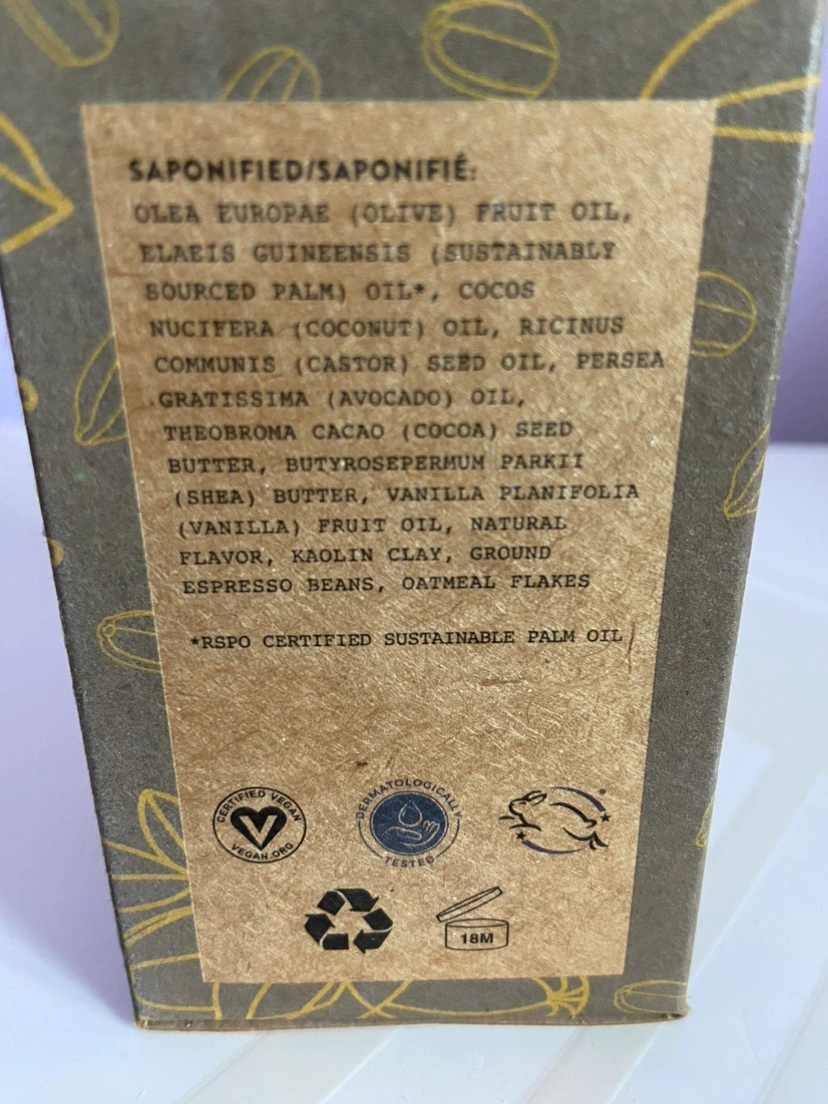 SAPONIFIED/SAPONIFIÉ:
OLEA EUROPAE (OLIVE) FRUIT OIL,
ELAEIS GUINEENSIS (SUSTAINABLY
SOURCED PALM) OIL*, COCOS
NUCIFERA (COCONUT) OIL, RICINUS
COMMUNIS (CASTOR) SEED OIL, PERSEA
GRATISSIMA (AVOCADO) OIL,
THEOBROMA CACAO (COCOA) SEED
BUTTER, BUTYROSEPERMUM PARKII
(SHEA) BUTTER, VANILLA PLANIFOLIA
(VANILLA) FRUIT OIL, NATURAL
FLAVOR, KAOLIN CLAY, GROUND
ESPRESSO BEANS, OATMEAL FLAKES
*RSPO CERTIFIED SUSTAINABLE PALM OIL
CERTIFIED VEGAN
VEGAN.ORG
DERMATOLOGICALLY
TESTED
18M